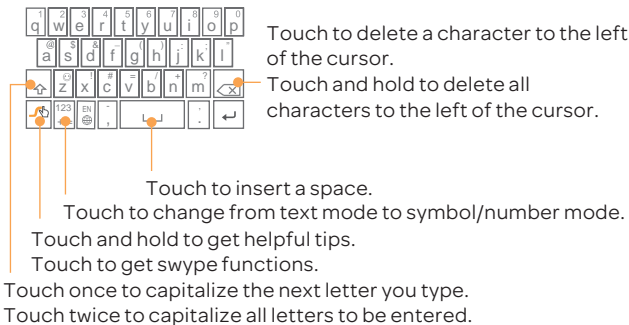 1 2 3 4 5 6 7 8 9 0
q w e r t y u i o p
@ $ & _ ( ) : ; "
a s d f g h j k l
! # = / + ?
z x c v b n m
123 EN
, .
Touch to delete a character to the left
of the cursor.
Touch and hold to delete all
characters to the left of the cursor.
Touch to insert a space.
Touch to change from text mode to symbol/number mode.
Touch and hold to get helpful tips.
Touch to get swype functions.
Touch once to capitalize the next letter you type.
Touch twice to capitalize all letters to be entered.